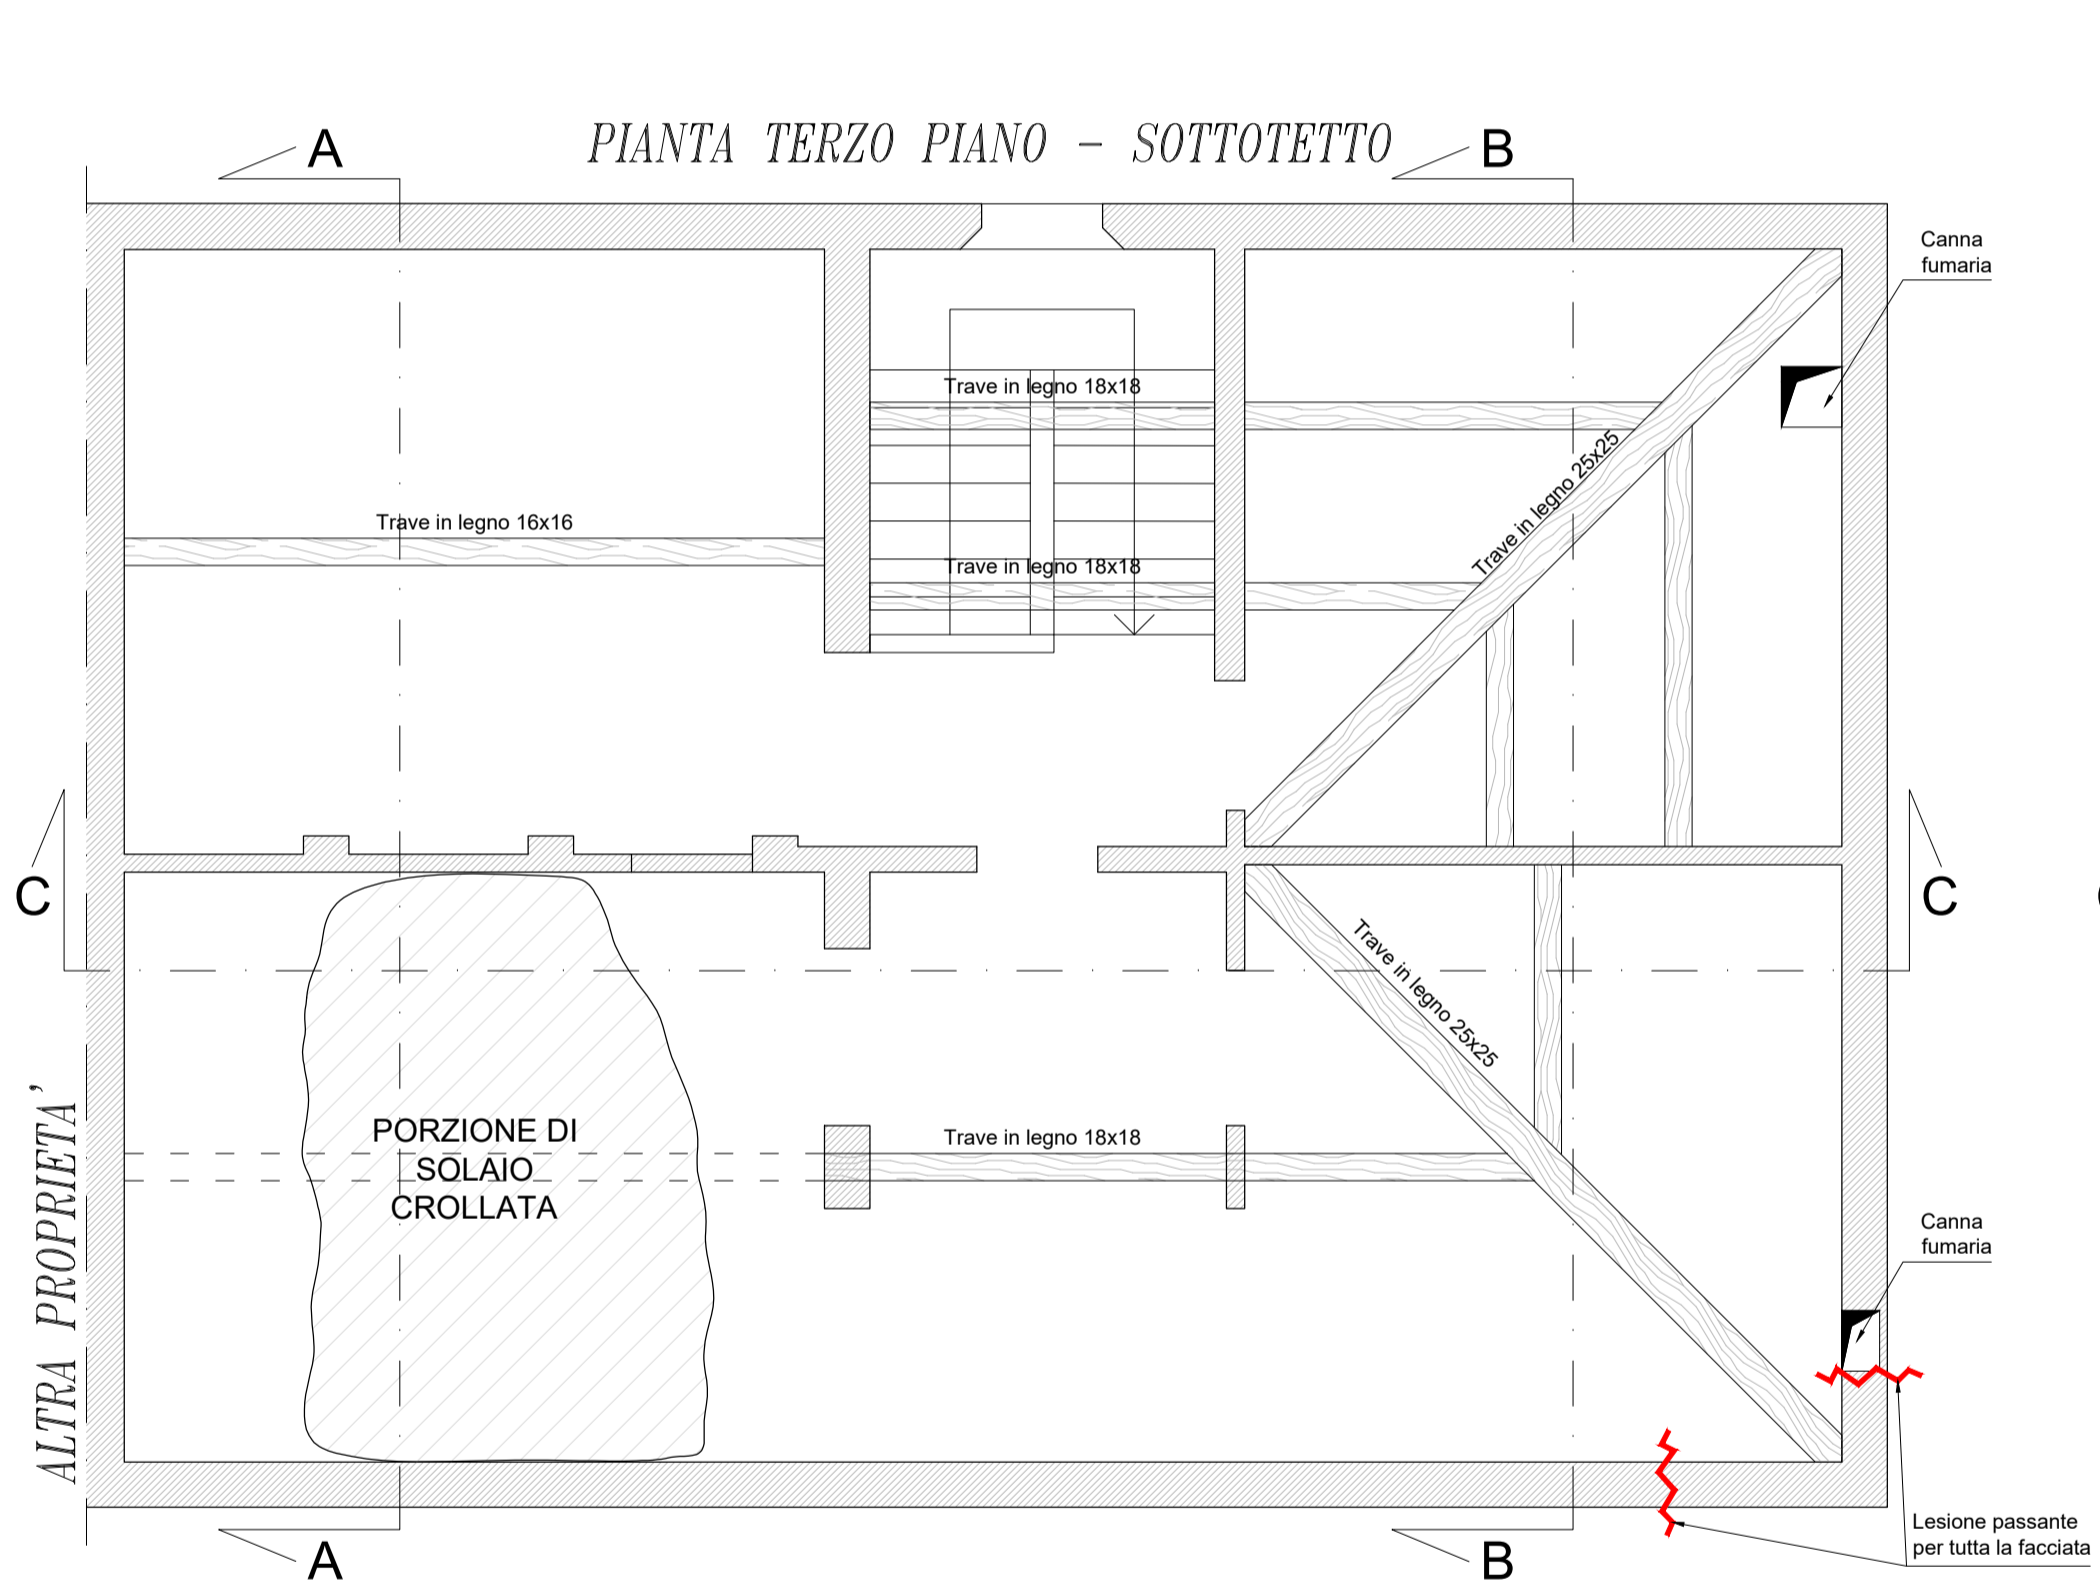 PIANTA TERZO PIANO - SOTTOTETTO
A
B
Canna
fumaria
Trave in legno 18x18
Trave in legno 25x25
Trave in legno 16x16
Trave in legno 18x18
C
C
Trave in legno 25x25
PORZIONE DI
SOLAIO
CROLLATA
Trave in legno 18x18
ALTRA PROPRIETA'
Canna
fumaria
Lesione passante
per tutta la facciata
A
B